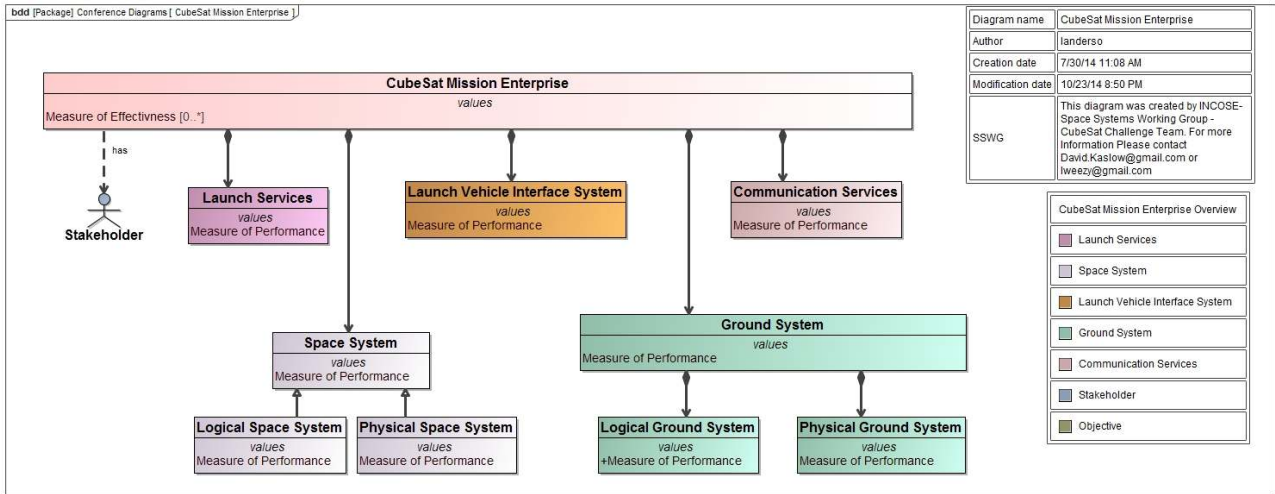 bdd [Package] Conference Diagrams [ CubeSat Mission Enterprise ]
Diagram name CubeSat Mission Enterprise
Author landerso
Creation date 7/30/14 11:08 AM
Modification date 10/23/14 8:50 PM
SSWG
This diagram was created by INCOSE-
Space Systems Working Group -
CubeSat Challenge Team. For more
Information Please contact
David.Kaslow@gmail.com or
lweezy@gmail.com
CubeSat Mission Enterprise
values
Measure of Effectivness [0..*]
has
Stakeholder
Launch Services
values
Measure of Performance
Launch Vehicle Interface System
values
Measure of Performance
Communication Services
values
Measure of Performance
Space System
values
Measure of Performance
Ground System
values
Measure of Performance
Logical Space System
values
Measure of Performance
Physical Space System
values
Measure of Performance
Logical Ground System
values
+Measure of Performance
Physical Ground System
values
Measure of Performance
CubeSat Mission Enterprise Overview
Launch Services
Space System
Launch Vehicle Interface System
Ground System
Communication Services
Stakeholder
Objective